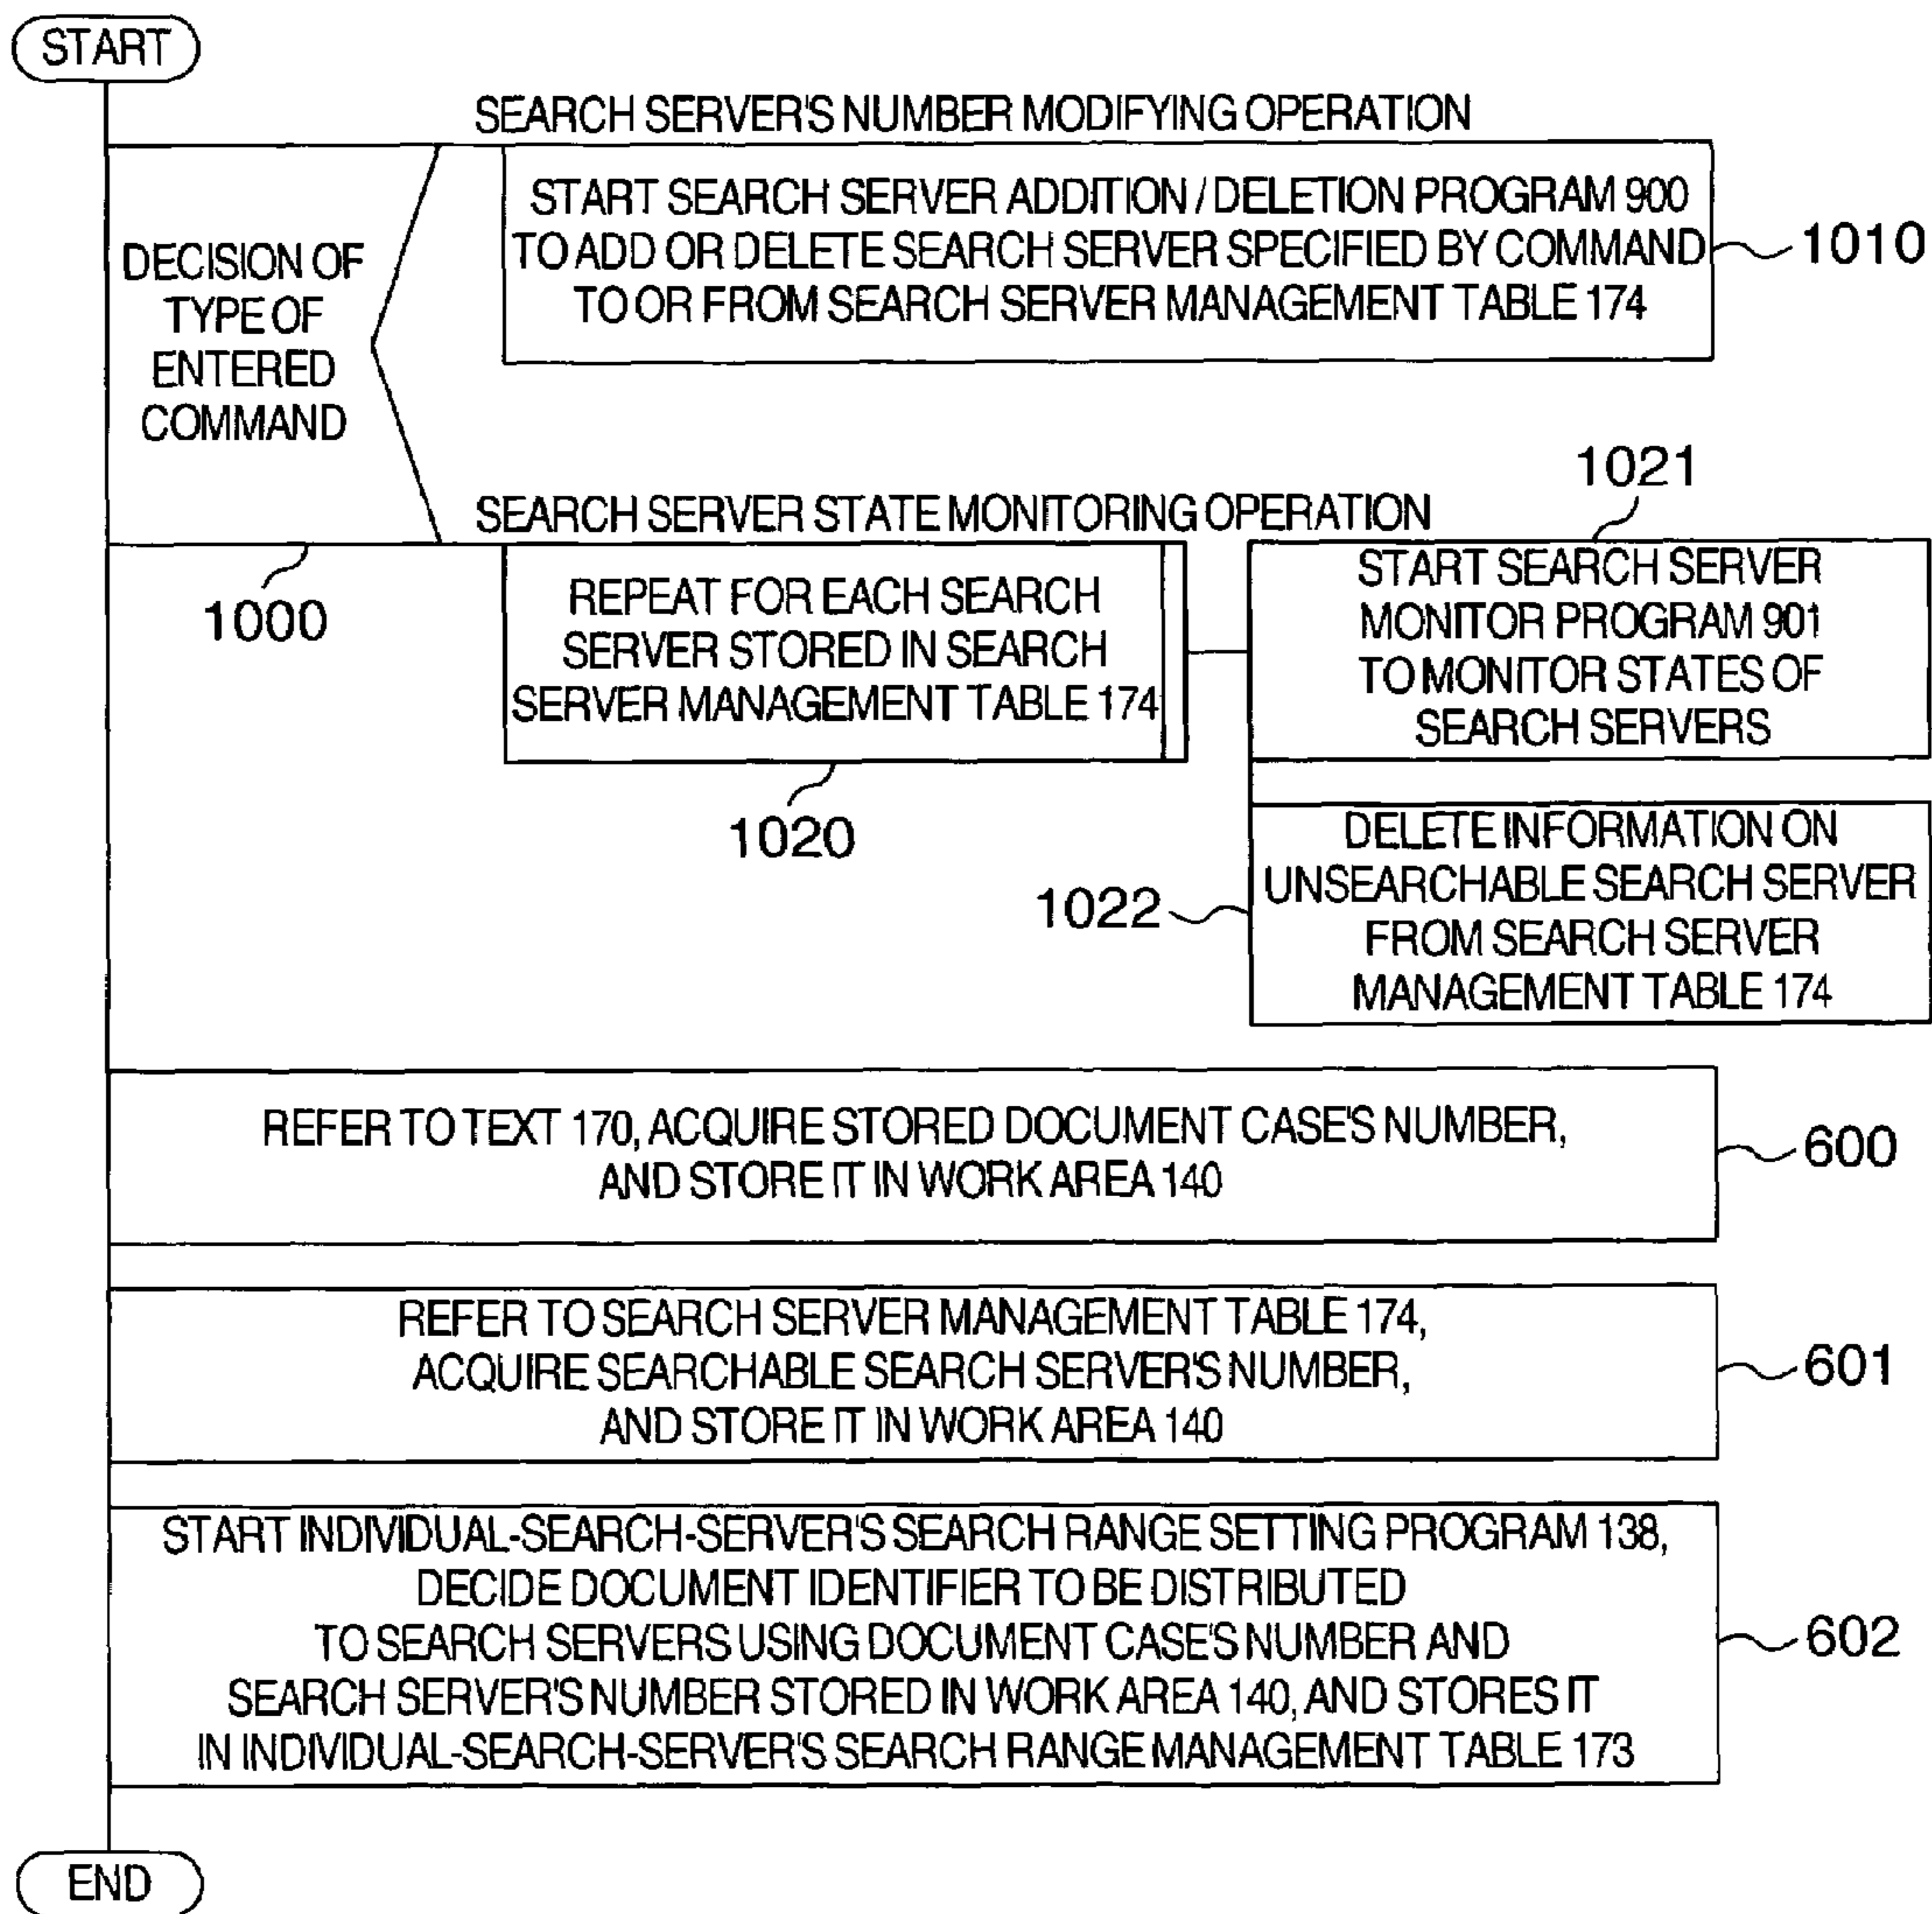 START
SEARCH SERVER'S NUMBER MODIFYING OPERATION
DECISION OF
TYPE OF
ENTERED
COMMAND
START SEARCH SERVER ADDITION / DELETION PROGRAM 900
TO ADD OR DELETE SEARCH SERVER SPECIFIED BY COMMAND
TO OR FROM SEARCH SERVER MANAGEMENT TABLE 174
1010
SEARCH SERVER STATE MONITORING OPERATION
1000
REPEAT FOR EACH SEARCH
SERVER STORED IN SEARCH
SERVER MANAGEMENT TABLE 174
1020
1021
START SEARCH SERVER
MONITOR PROGRAM 901
TO MONITOR STATES OF
SEARCH SERVERS
1022
DELETE INFORMATION ON
UNSEARCHABLE SEARCH SERVER
FROM SEARCH SERVER
MANAGEMENT TABLE 174
REFER TO TEXT 170, ACQUIRE STORED DOCUMENT CASE'S NUMBER,
AND STORE IT IN WORK AREA 140
600
REFER TO SEARCH SERVER MANAGEMENT TABLE 174,
ACQUIRE SEARCHABLE SEARCH SERVER'S NUMBER,
AND STORE IT IN WORK AREA 140
601
START INDIVIDUAL-SEARCH-SERVER'S SEARCH RANGE SETTING PROGRAM 138,
DECIDE DOCUMENT IDENTIFIER TO BE DISTRIBUTED
TO SEARCH SERVERS USING DOCUMENT CASE'S NUMBER AND
SEARCH SERVER'S NUMBER STORED IN WORK AREA 140, AND STORES IT
IN INDIVIDUAL-SEARCH-SERVER'S SEARCH RANGE MANAGEMENT TABLE 173
602
END